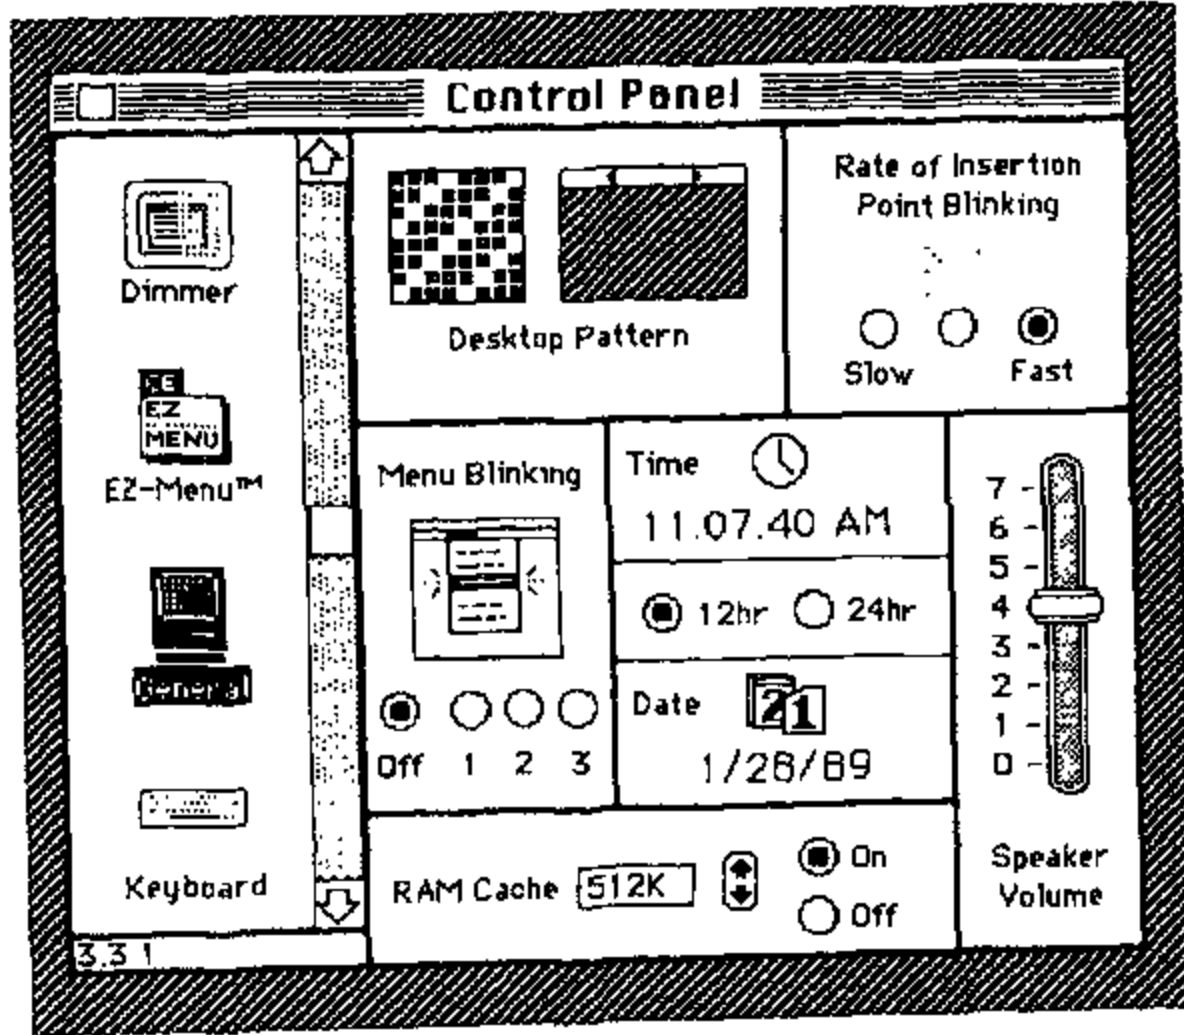 Control Panel
Dimmer
EZ
MENU
EZ-Menu™
General
Keyboard
3.3.1
Desktop Pattern
Rate of Insertion
Point Blinking
Slow
Fast
Menu Blinking
Off 1 2 3
Time
11:07:40 AM
12hr 24hr
Date
21
1/28/89
7
6
5
4
3
2
1
0
Speaker
Volume
RAM Cache 512K
On
Off